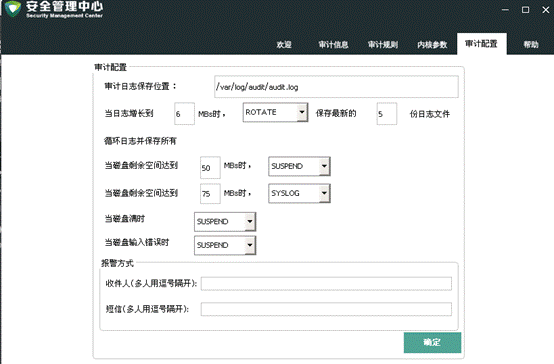 安全管理中心
Security Management Center
欢迎 审计信息 审计规则 内核参数 审计配置 帮助
审计配置
审计日志保存位置： /var/log/audit/audit.log
当日志增长到 6 MBs时， ROTATE 保存最新的 5 份日志文件
循环日志并保存所有
当磁盘剩余空间达到 50 MBs时， SUSPEND
当磁盘剩余空间达到 75 MBs时， SYSLOG
当磁盘满时 SUSPEND
当磁盘输入错误时 SUSPEND
报警方式
收件人(多人用逗号隔开):
短信(多人用逗号隔开):
确定